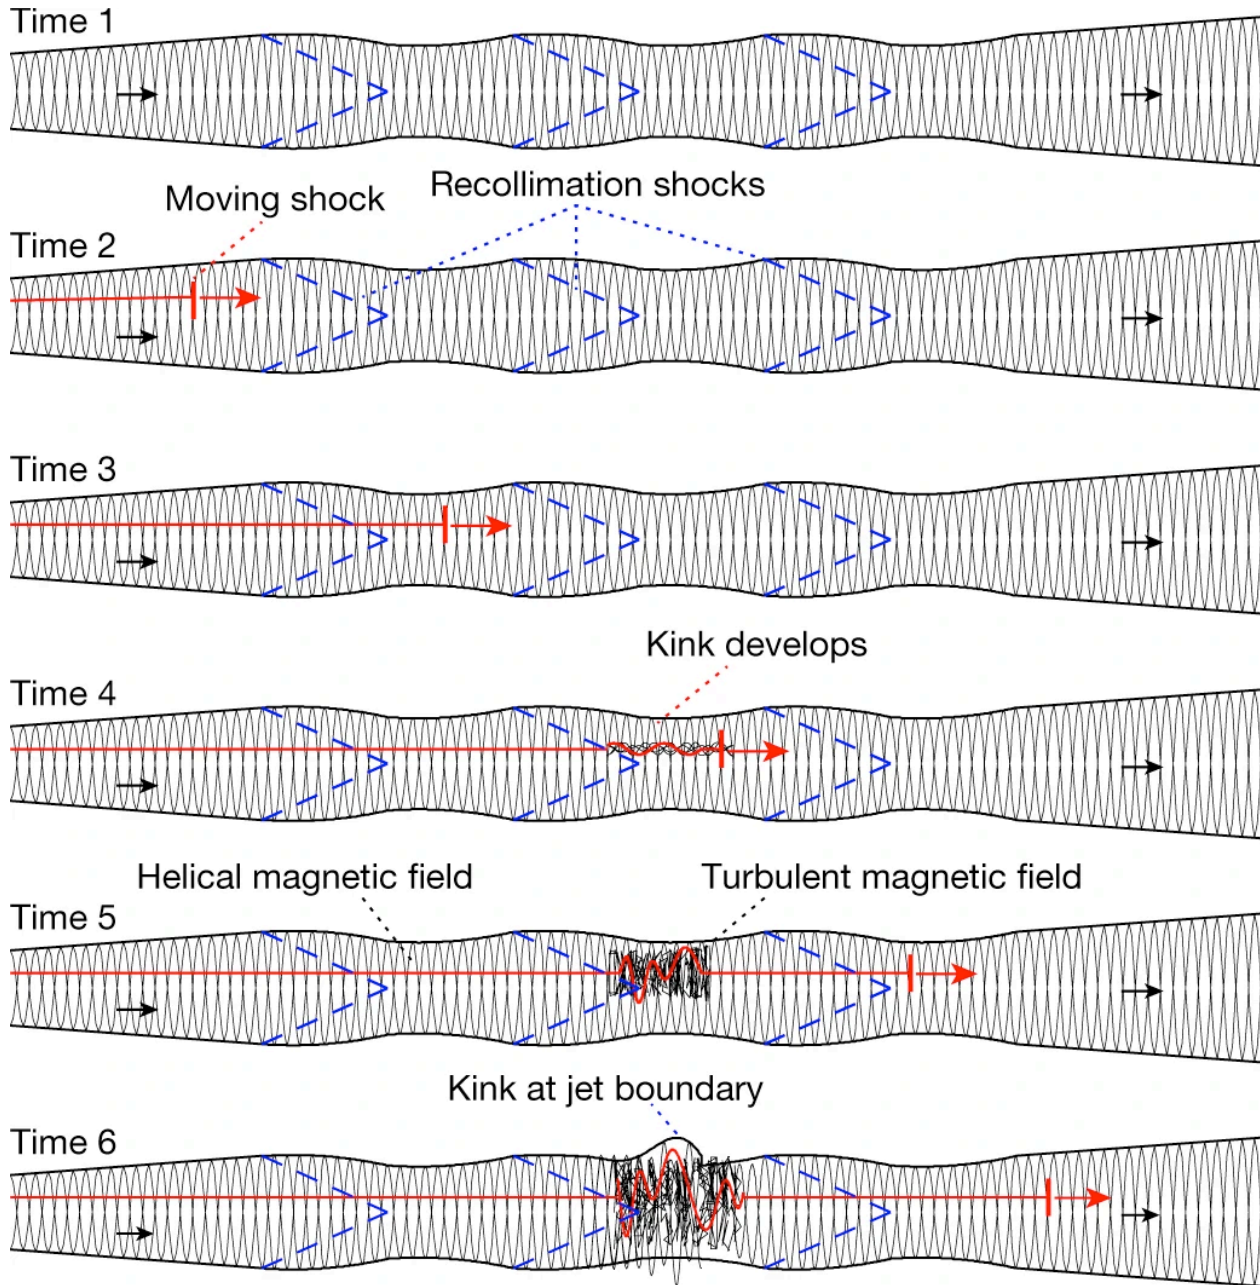 Time 1
Moving shock
Recollimation shocks
Time 2
Time 3
Kink develops
Time 4
Helical magnetic field
Turbulent magnetic field
Time 5
Kink at jet boundary
Time 6